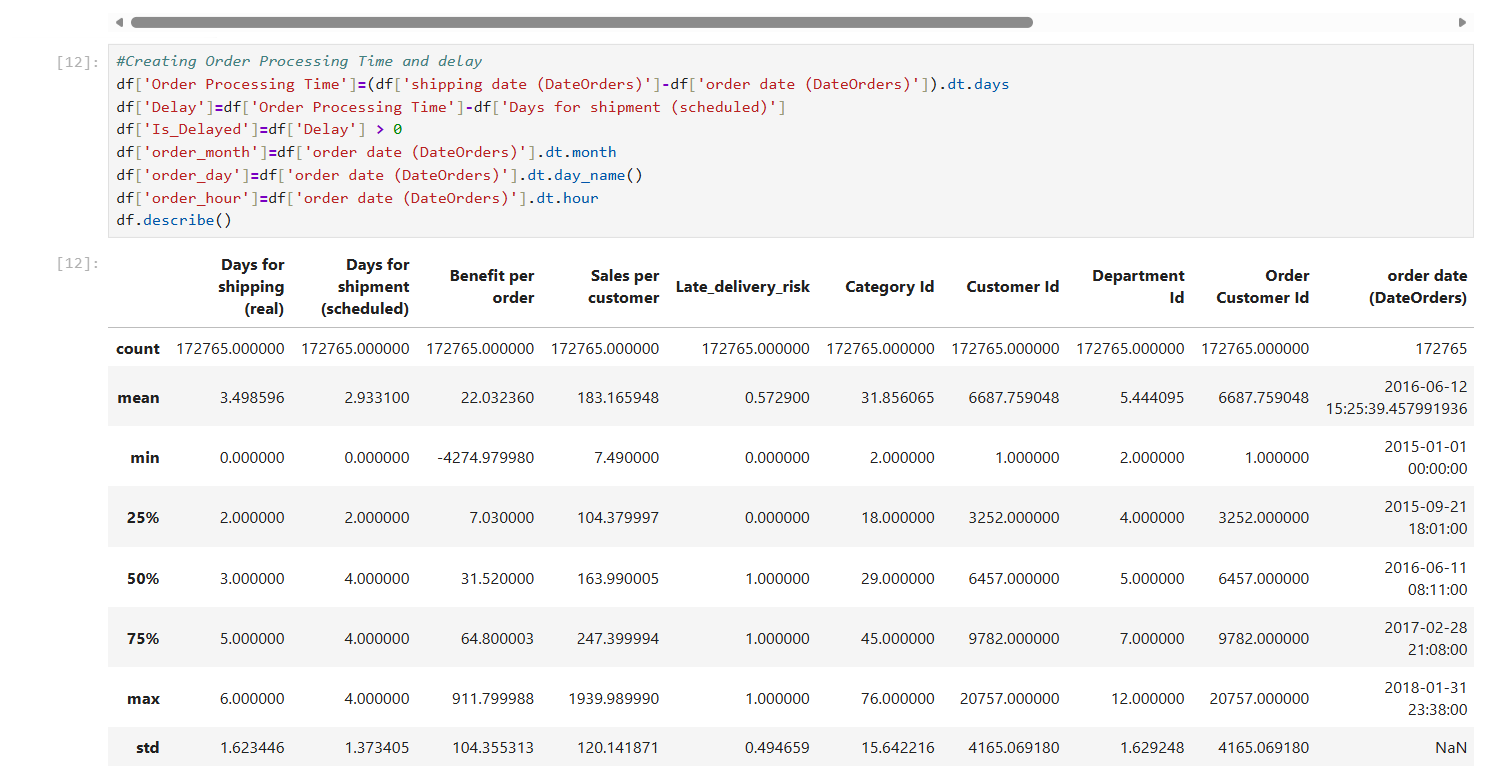 [12]: #Creating Order Processing Time and delay
df['Order Processing Time']=(df['shipping date (DateOrders)']-df['order date (DateOrders)']).dt.days
df['Delay']=df['Order Processing Time']-df['Days for shipment (scheduled)']
df['Is_Delayed']=df['Delay'] > 0
df['order_month']=df['order date (DateOrders)'].dt.month
df['order_day']=df['order date (DateOrders)'].dt.day_name()
df['order_hour']=df['order date (DateOrders)'].dt.hour
df.describe()
[12]:
Days for shipping (real) Days for shipment (scheduled) Benefit per order Sales per customer Late_delivery_risk Category Id Customer Id Department Id Order Customer Id order date (DateOrders)
count 172765.000000 172765.000000 172765.000000 172765.000000 172765.000000 172765.000000 172765.000000 172765.000000 172765.000000 172765
mean 3.498596 2.933100 22.032360 183.165948 0.572900 31.856065 6687.759048 5.444095 6687.759048 2016-06-12 15:25:39.457991936
min 0.000000 0.000000 -4274.979980 7.490000 0.000000 2.000000 1.000000 2.000000 1.000000 2015-01-01 00:00:00
25% 2.000000 2.000000 7.030000 104.379997 0.000000 18.000000 3252.000000 4.000000 3252.000000 2015-09-21 18:01:00
50% 3.000000 4.000000 31.520000 163.990005 1.000000 29.000000 6457.000000 5.000000 6457.000000 2016-06-11 08:11:00
75% 5.000000 4.000000 64.800003 247.399994 1.000000 45.000000 9782.000000 7.000000 9782.000000 2017-02-28 21:08:00
max 6.000000 4.000000 911.799988 1939.989990 1.000000 76.000000 20757.000000 12.000000 20757.000000 2018-01-31 23:38:00
std 1.623446 1.373405 104.355313 120.141871 0.494659 15.642216 4165.069180 1.629248 4165.069180 NaN